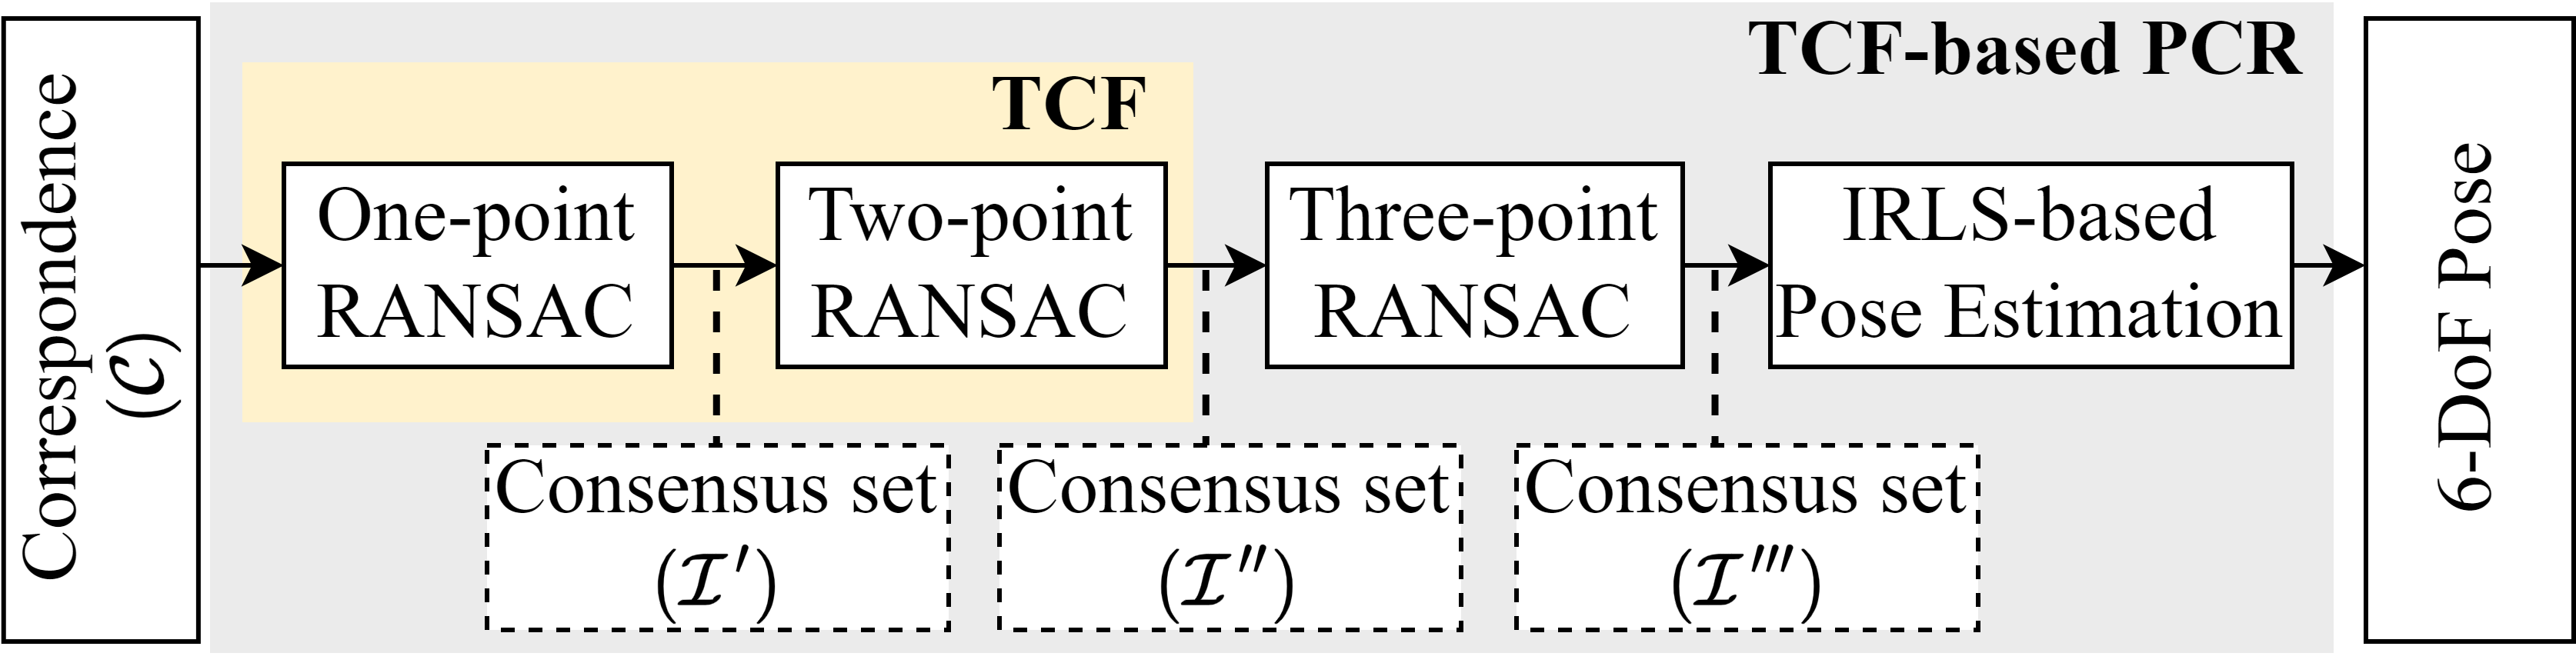 Correspondence
(𝓒)
TCF-based PCR
TCF
One-point
RANSAC
Two-point
RANSAC
Three-point
RANSAC
IRLS-based
Pose Estimation
Consensus set
(𝓘′)
Consensus set
(𝓘″)
Consensus set
(𝓘‴)
6-DoF Pose